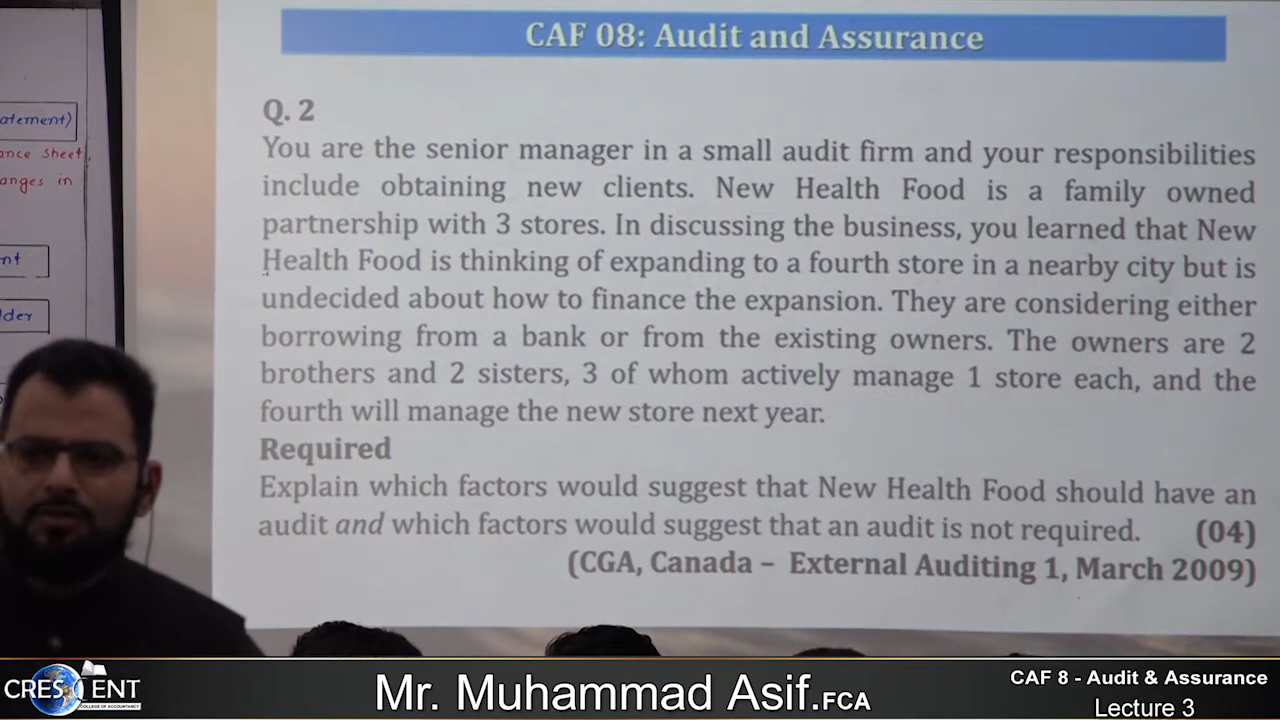 atement)
ance sheet,
anges in
nt
lder
CAF 08: Audit and Assurance
Q. 2
You are the senior manager in a small audit firm and your responsibilities
include obtaining new clients. New Health Food is a family owned
partnership with 3 stores. In discussing the business, you learned that New
Health Food is thinking of expanding to a fourth store in a nearby city but is
undecided about how to finance the expansion. They are considering either
borrowing from a bank or from the existing owners. The owners are 2
brothers and 2 sisters, 3 of whom actively manage 1 store each, and the
fourth will manage the new store next year.
Required
Explain which factors would suggest that New Health Food should have an
audit and which factors would suggest that an audit is not required. (04)
(CGA, Canada – External Auditing 1, March 2009)
CRESCENT
COLLEGE OF ACCOUNTANCY
Mr. Muhammad Asif.FCA
CAF 8 - Audit & Assurance
Lecture 3